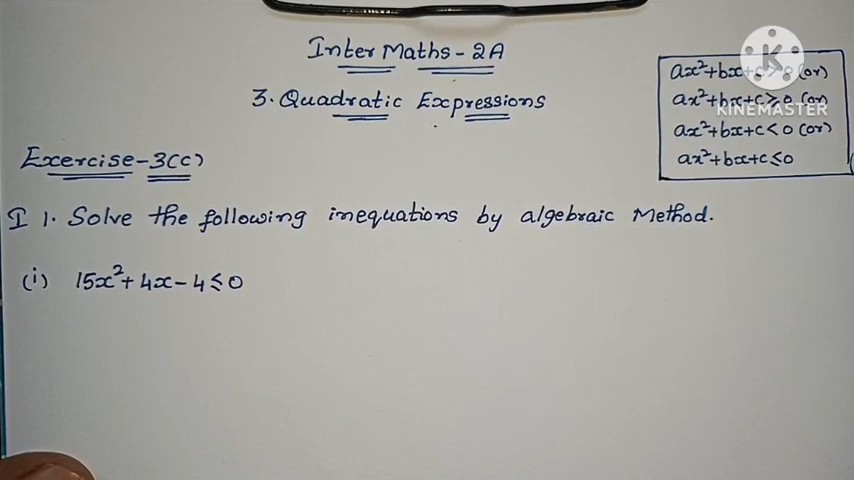 Inter Maths - 2A
3. Quadratic Expressions
ax²+bx+c > 0 (or)
ax²+bx+c ≥ 0 (or)
ax²+bx+c < 0 (or)
ax²+bx+c ≤ 0
KINEMASTER
Exercise - 3(c)
I 1. Solve the following inequations by algebraic Method.
(i) 15x² + 4x - 4 ≤ 0